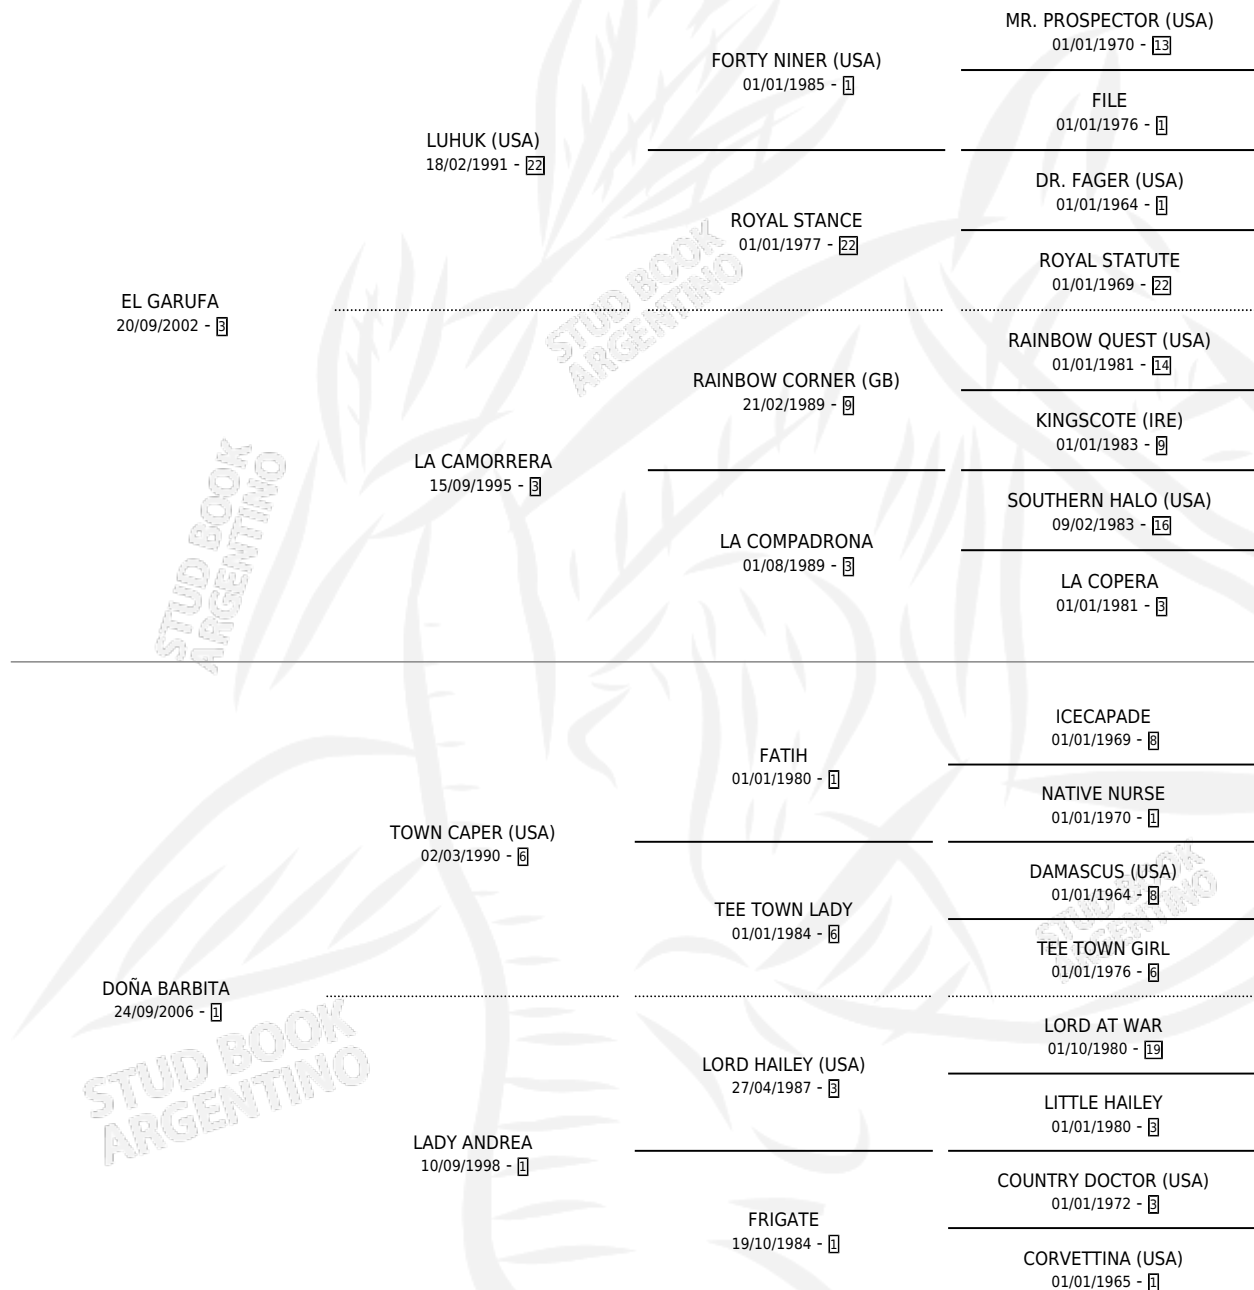 MR. PROSPECTOR (USA)
01/01/1970 - 13
FORTY NINER (USA)
01/01/1985 - 1
FILE
01/01/1976 - 1
LUHUK (USA)
18/02/1991 - 22
DR. FAGER (USA)
01/01/1964 - 1
ROYAL STANCE
01/01/1977 - 22
ROYAL STATUTE
01/01/1969 - 22
EL GARUFA
20/09/2002 - 3
RAINBOW QUEST (USA)
01/01/1981 - 14
RAINBOW CORNER (GB)
21/02/1989 - 9
KINGSCOTE (IRE)
01/01/1983 - 9
LA CAMORRERA
15/09/1995 - 3
SOUTHERN HALO (USA)
09/02/1983 - 16
LA COMPADRONA
01/08/1989 - 3
LA COPERA
01/01/1981 - 3
ICECAPADE
01/01/1969 - 8
FATIH
01/01/1980 - 1
NATIVE NURSE
01/01/1970 - 1
TOWN CAPER (USA)
02/03/1990 - 6
DAMASCUS (USA)
01/01/1964 - 8
TEE TOWN LADY
01/01/1984 - 6
TEE TOWN GIRL
01/01/1976 - 6
DOÑA BARBITA
24/09/2006 - 1
LORD AT WAR
01/10/1980 - 19
LORD HAILEY (USA)
27/04/1987 - 3
LITTLE HAILEY
01/01/1980 - 3
LADY ANDREA
10/09/1998 - 1
COUNTRY DOCTOR (USA)
01/01/1972 - 3
FRIGATE
19/10/1984 - 1
CORVETTINA (USA)
01/01/1965 - 1
STUD BOOK
ARGENTINO
STUD BOOK
ARGENTINO
STUD BOOK
ARGENTINO
STUD BOOK
ARGENTINO